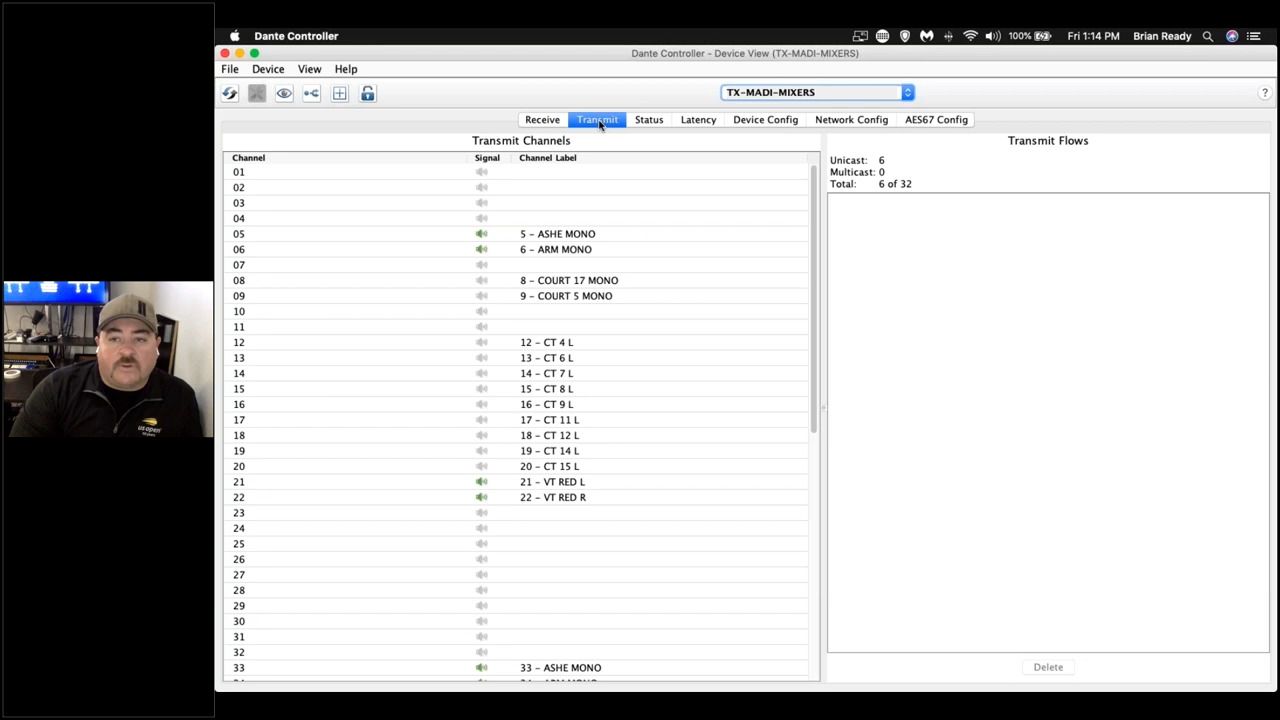 Dante Controller
100%
Fri 1:14 PM
Brian Ready
Dante Controller - Device View (TX-MADI-MIXERS)
File Device View Help
TX-MADI-MIXERS
?
Receive Transmit Status Latency Device Config Network Config AES67 Config
Transmit Channels
Channel Signal Channel Label
01
02
03
04
05 5 - ASHE MONO
06 6 - ARM MONO
07
08 8 - COURT 17 MONO
09 9 - COURT 5 MONO
10
11
12 12 - CT 4 L
13 13 - CT 6 L
14 14 - CT 7 L
15 15 - CT 8 L
16 16 - CT 9 L
17 17 - CT 11 L
18 18 - CT 12 L
19 19 - CT 14 L
20 20 - CT 15 L
21 21 - VT RED L
22 22 - VT RED R
23
24
25
26
27
28
29
30
31
32
33 33 - ASHE MONO
Transmit Flows
Unicast: 6
Multicast: 0
Total: 6 of 32
Delete
us open